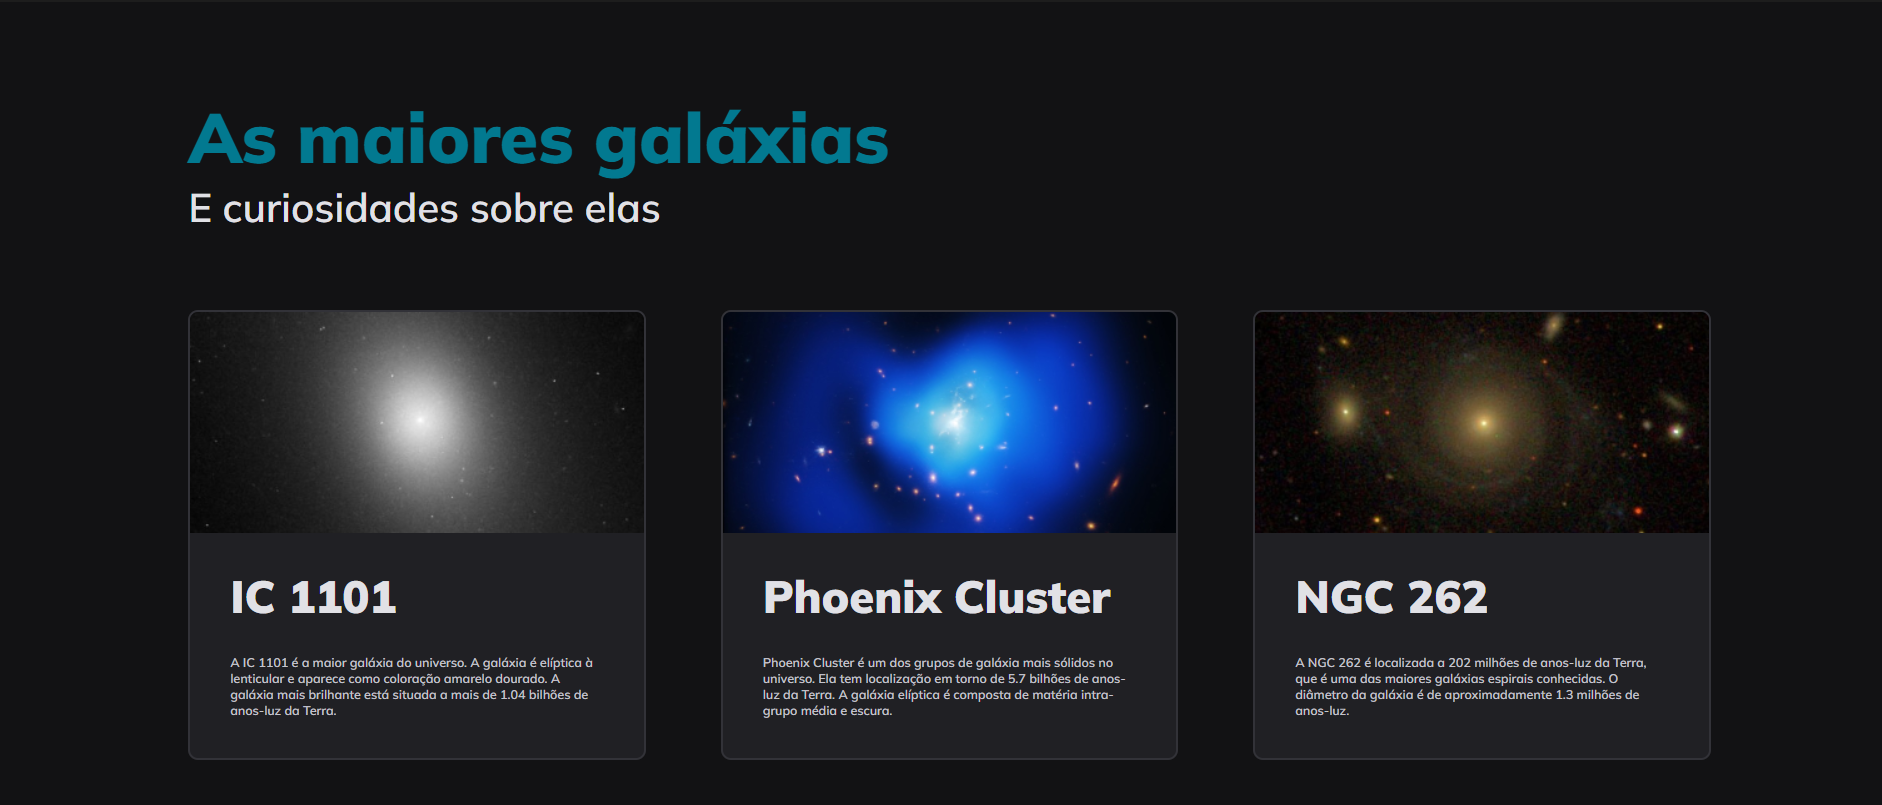 As maiores galáxias
E curiosidades sobre elas
IC 1101
A IC 1101 é a maior galáxia do universo. A galáxia é elíptica à
lenticular e aparece como coloração amarelo dourado. A
galáxia mais brilhante está situada a mais de 1.04 bilhões de
anos-luz da Terra.
Phoenix Cluster
Phoenix Cluster é um dos grupos de galáxia mais sólidos no
universo. Ela tem localização em torno de 5.7 bilhões de anos-
luz da Terra. A galáxia elíptica é composta de matéria intra-
grupo média e escura.
NGC 262
A NGC 262 é localizada a 202 milhões de anos-luz da Terra,
que é uma das maiores galáxias espirais conhecidas. O
diâmetro da galáxia é de aproximadamente 1.3 milhões de
anos-luz.